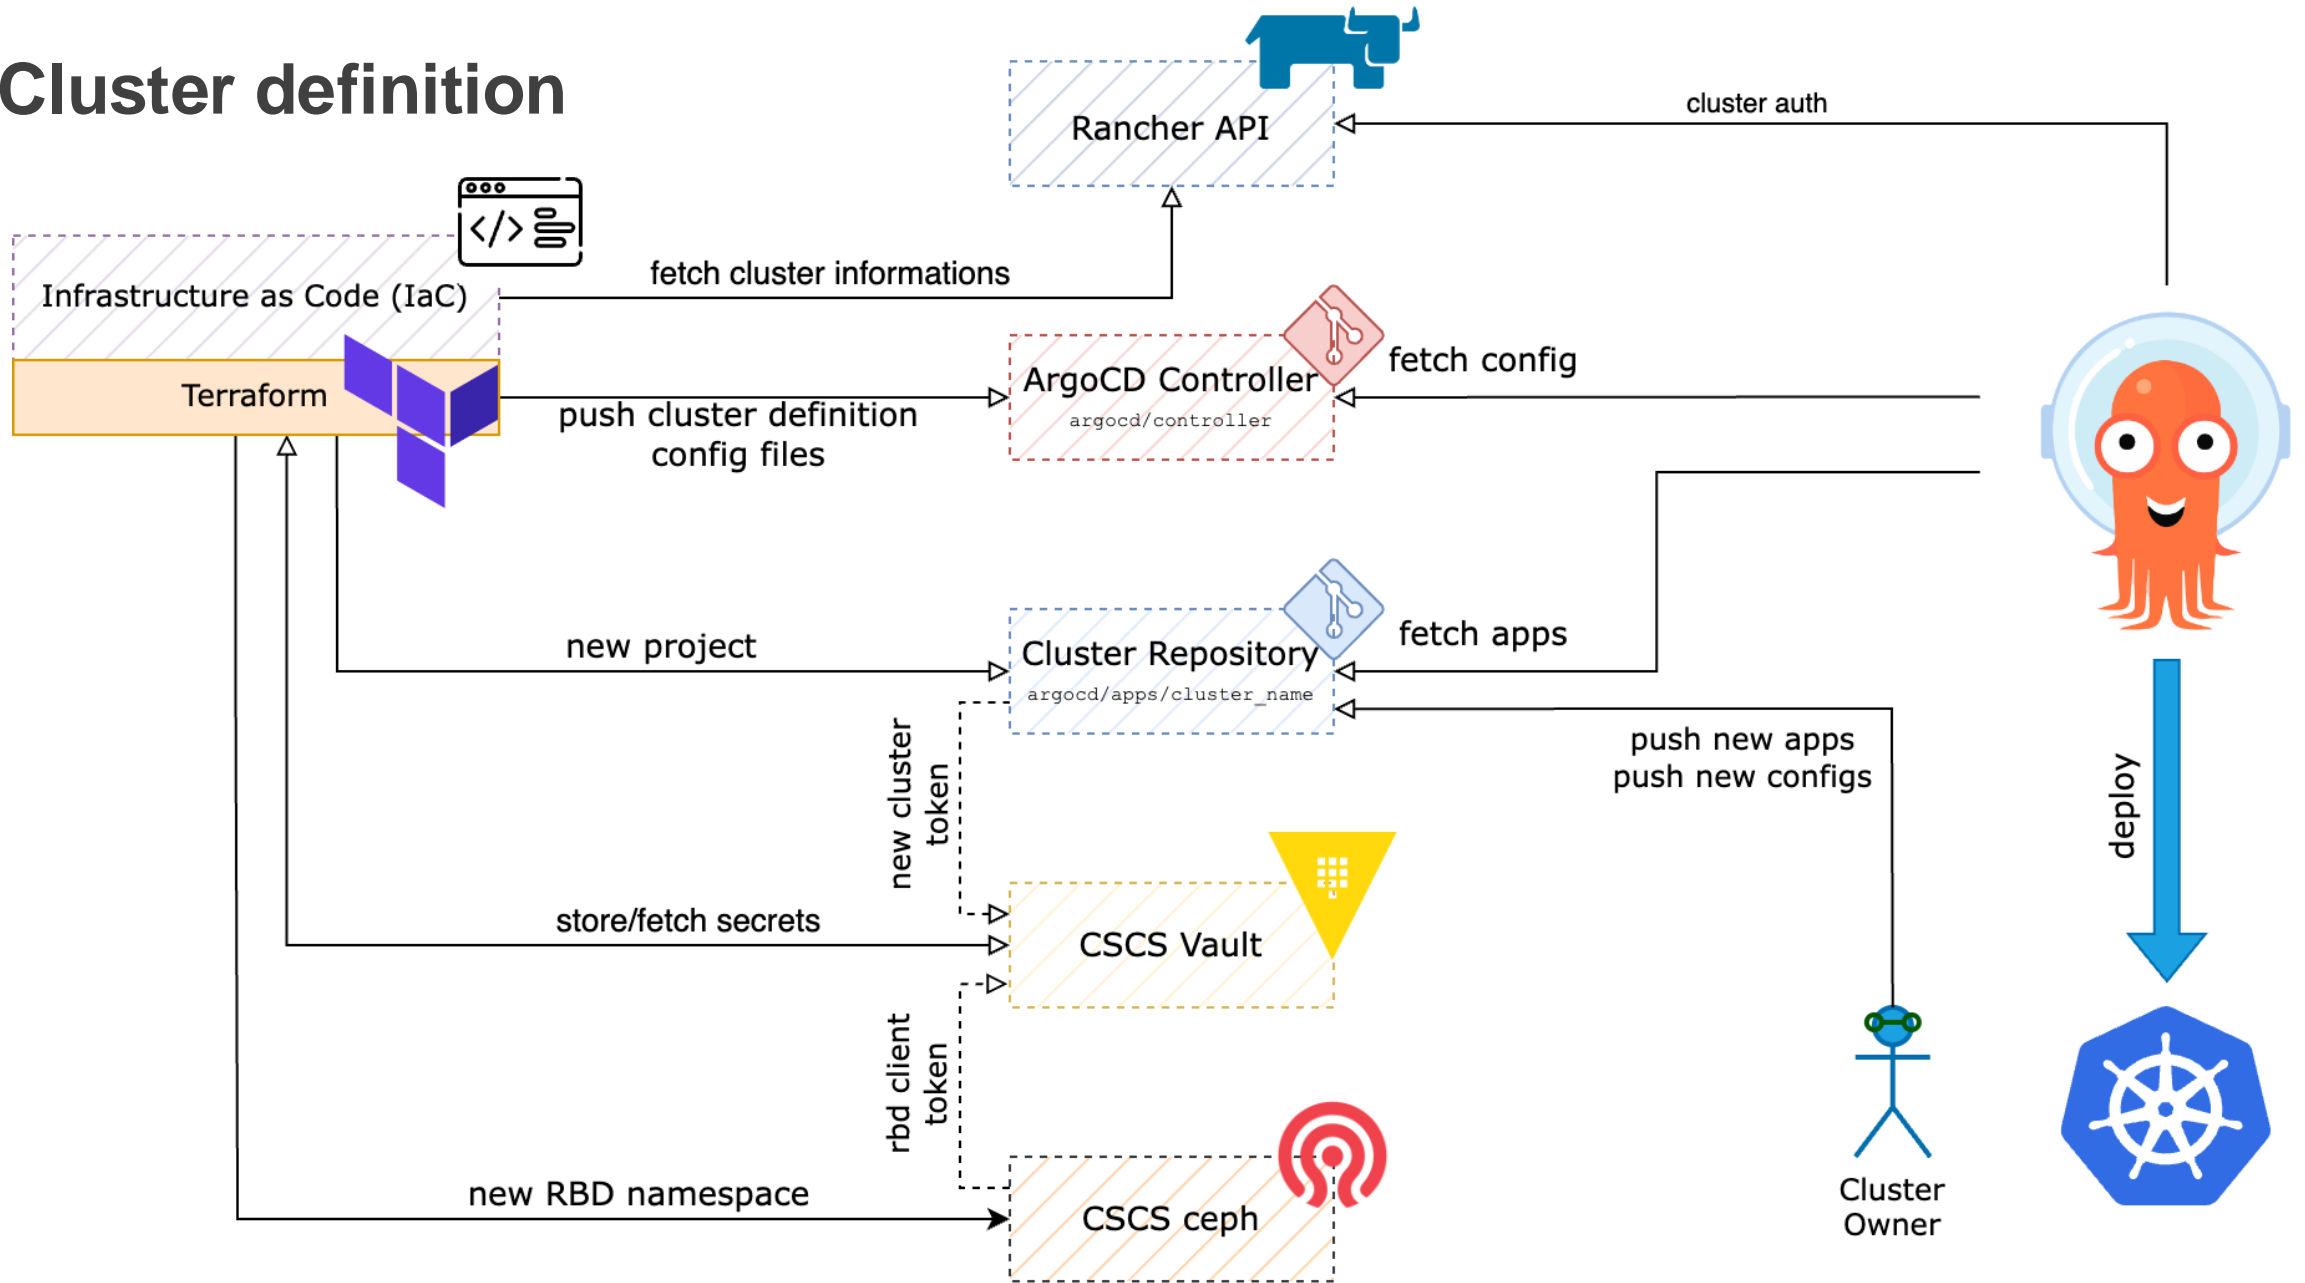 Cluster definition
Rancher API
cluster auth
Infrastructure as Code (IaC)
fetch cluster informations
Terraform
push cluster definition
config files
ArgoCD Controller
argocd/controller
fetch config
new project
Cluster Repository
argocd/apps/cluster_name
fetch apps
new cluster
token
push new apps
push new configs
deploy
store/fetch secrets
CSCS Vault
rbd client
token
new RBD namespace
CSCS ceph
Cluster
Owner